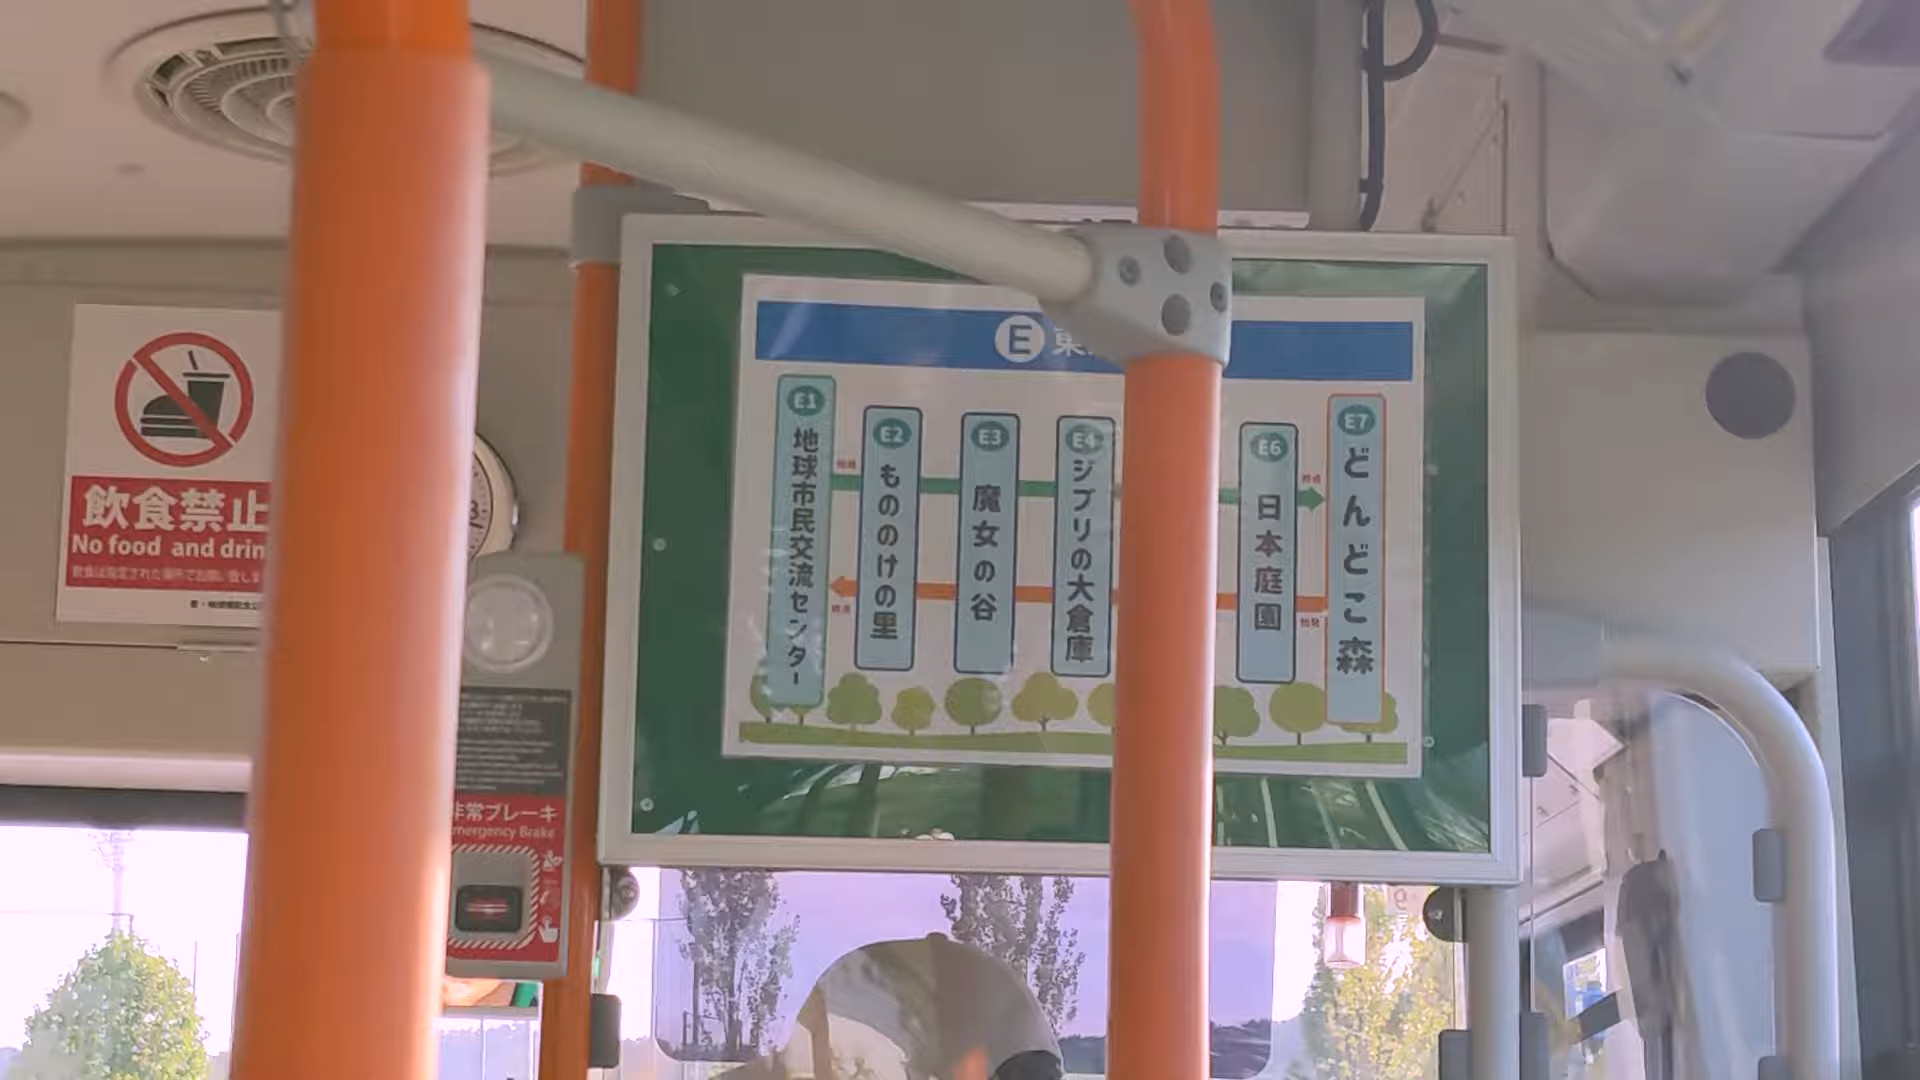 E 東
E1 地球市民交流センター
E2 もののけの里
E3 魔女の谷
E4 ジブリの大倉庫
E6 日本庭園
E7 どんどこ森
飲食禁止
No food and drin
非常ブレーキ
mergency Brake